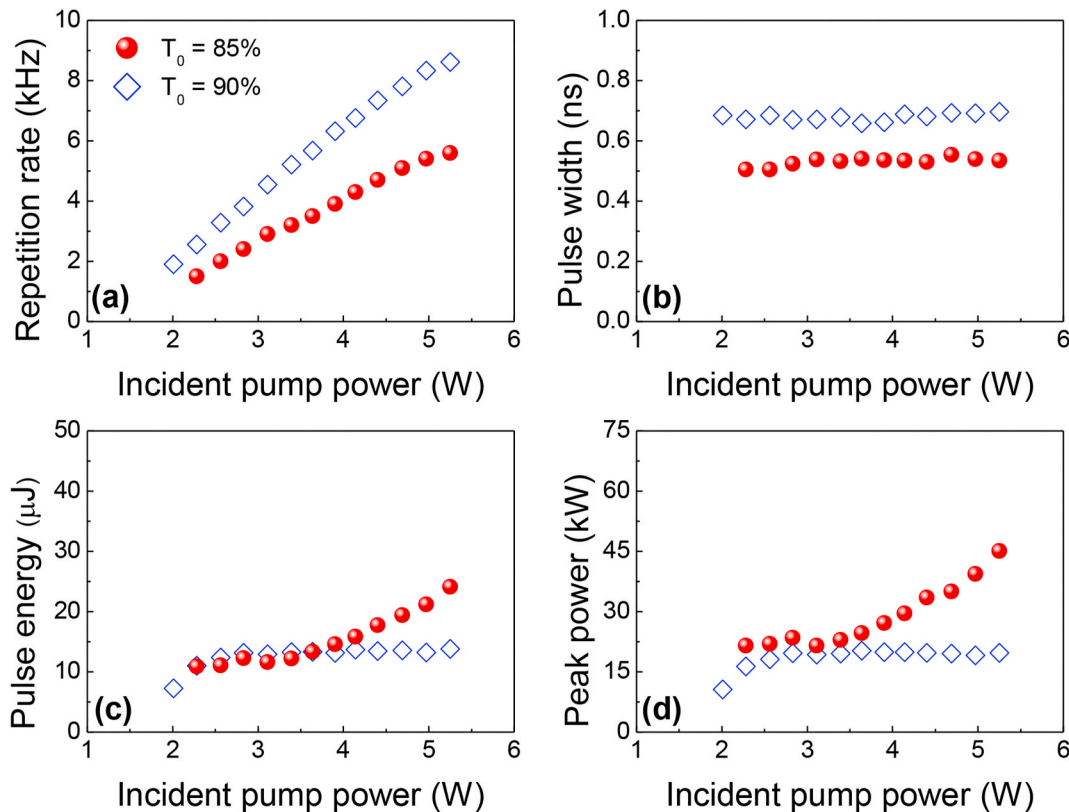 10
8
6
4
2
0
Repetition rate (kHz)
T0 = 85%
T0 = 90%
(a)
1 2 3 4 5 6
Incident pump power (W)
1.0
0.8
0.6
0.4
0.2
0.0
Pulse width (ns)
(b)
1 2 3 4 5 6
Incident pump power (W)
50
40
30
20
10
0
Pulse energy (μJ)
(c)
1 2 3 4 5 6
Incident pump power (W)
75
60
45
30
15
0
Peak power (kW)
(d)
1 2 3 4 5 6
Incident pump power (W)